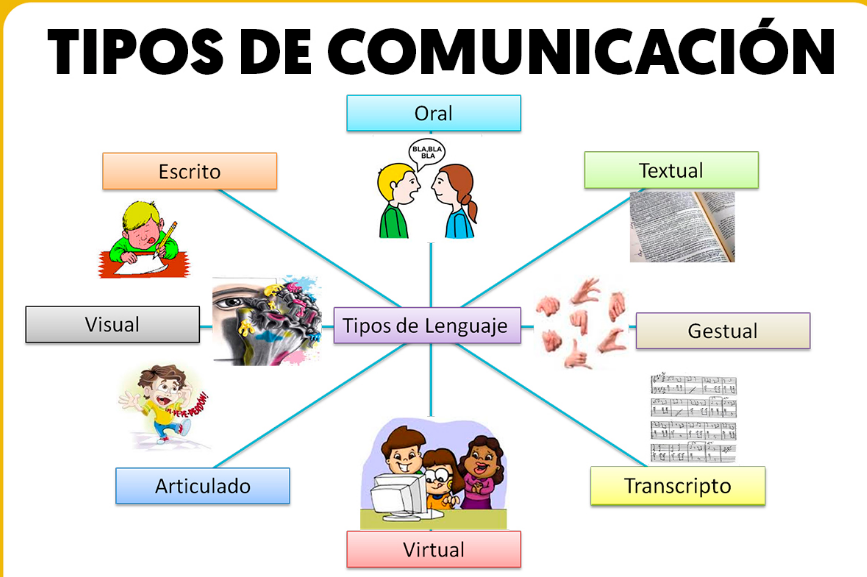 TIPOS DE COMUNICACIÓN
Oral
BLA,BLA
BLA
Escrito
Textual
Visual
Tipos de Lenguaje
Gestual
Articulado
Transcripto
Virtual